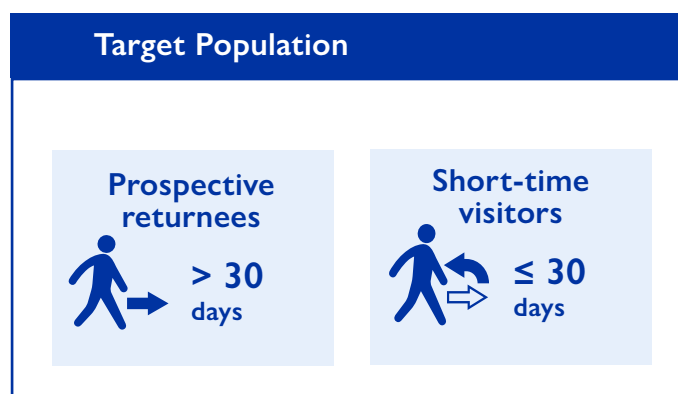 Target Population
Prospective
returnees
> 30
days
Short-time
visitors
≤ 30
days